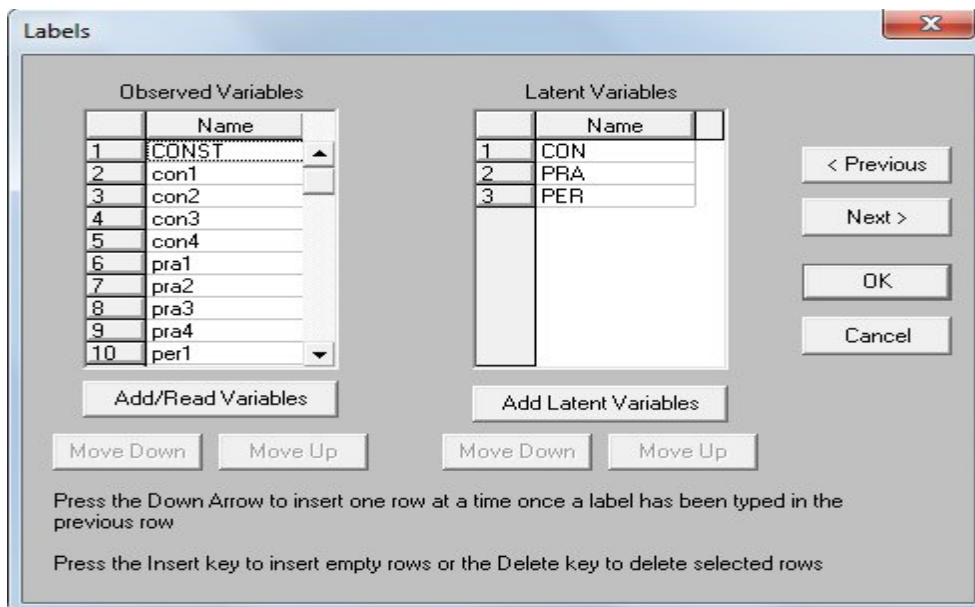 Labels
Observed Variables
Name
1 CONST
2 con1
3 con2
4 con3
5 con4
6 pra1
7 pra2
8 pra3
9 pra4
10 per1
Add/Read Variables
Move Down Move Up
Latent Variables
Name
1 CON
2 PRA
3 PER
Add Latent Variables
Move Down Move Up
< Previous
Next >
OK
Cancel
Press the Down Arrow to insert one row at a time once a label has been typed in the
previous row
Press the Insert key to insert empty rows or the Delete key to delete selected rows